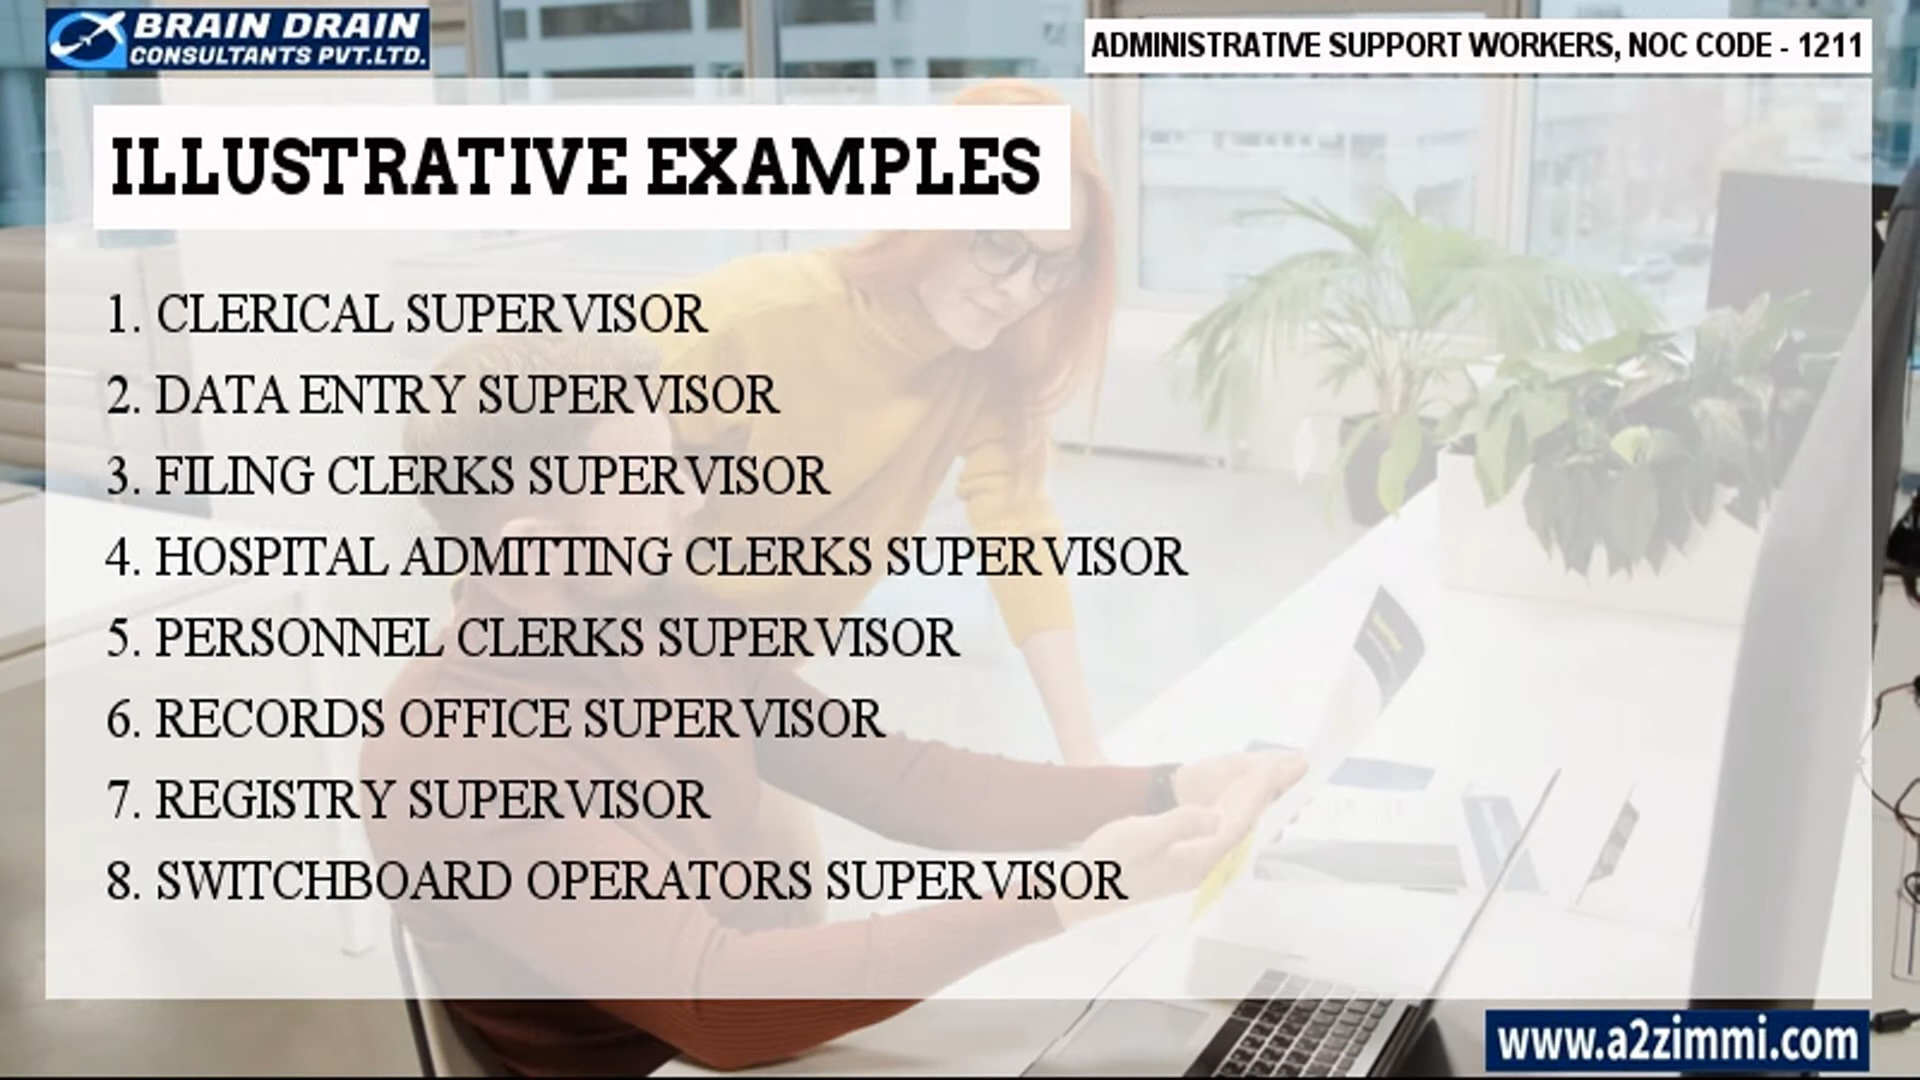 BRAIN DRAIN
CONSULTANTS PVT.LTD.
ADMINISTRATIVE SUPPORT WORKERS, NOC CODE - 1211
ILLUSTRATIVE EXAMPLES
1. CLERICAL SUPERVISOR
2. DATA ENTRY SUPERVISOR
3. FILING CLERKS SUPERVISOR
4. HOSPITAL ADMITTING CLERKS SUPERVISOR
5. PERSONNEL CLERKS SUPERVISOR
6. RECORDS OFFICE SUPERVISOR
7. REGISTRY SUPERVISOR
8. SWITCHBOARD OPERATORS SUPERVISOR
www.a2zimmi.com